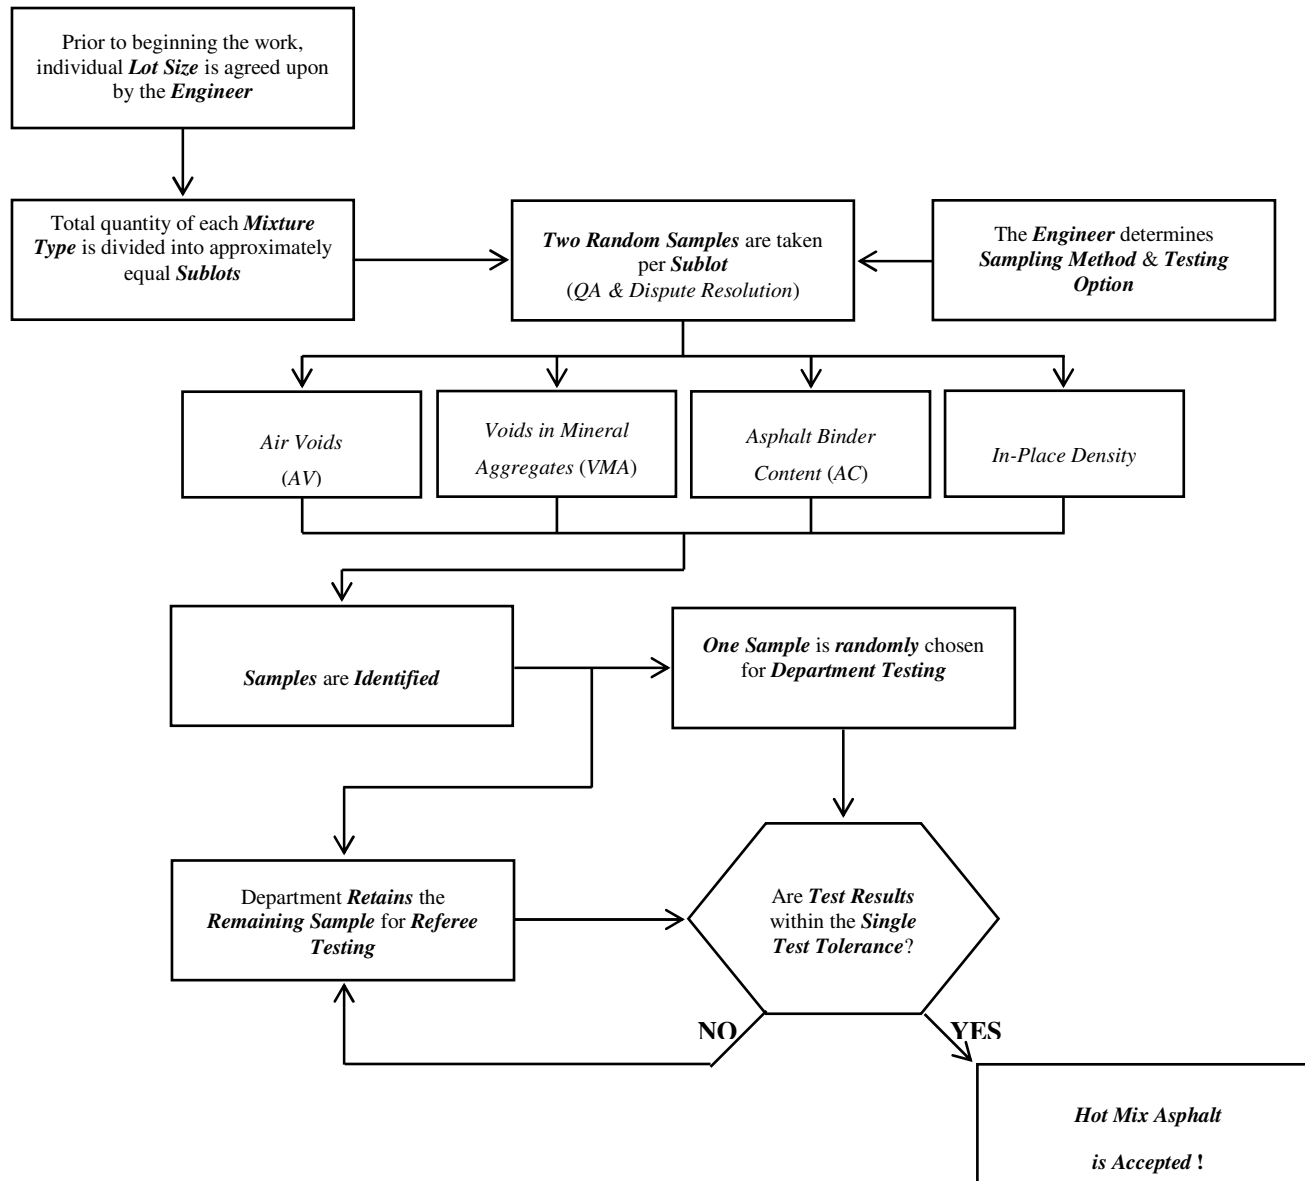 Prior to beginning the work,
individual Lot Size is agreed upon
by the Engineer
Total quantity of each Mixture
Type is divided into approximately
equal Sublots
Two Random Samples are taken
per Sublot
(QA & Dispute Resolution)
The Engineer determines
Sampling Method & Testing
Option
Air Voids
(AV)
Voids in Mineral
Aggregates (VMA)
Asphalt Binder
Content (AC)
In-Place Density
Samples are Identified
One Sample is randomly chosen
for Department Testing
Department Retains the
Remaining Sample for Referee
Testing
Are Test Results
within the Single
Test Tolerance?
NO
YES
Hot Mix Asphalt
is Accepted !